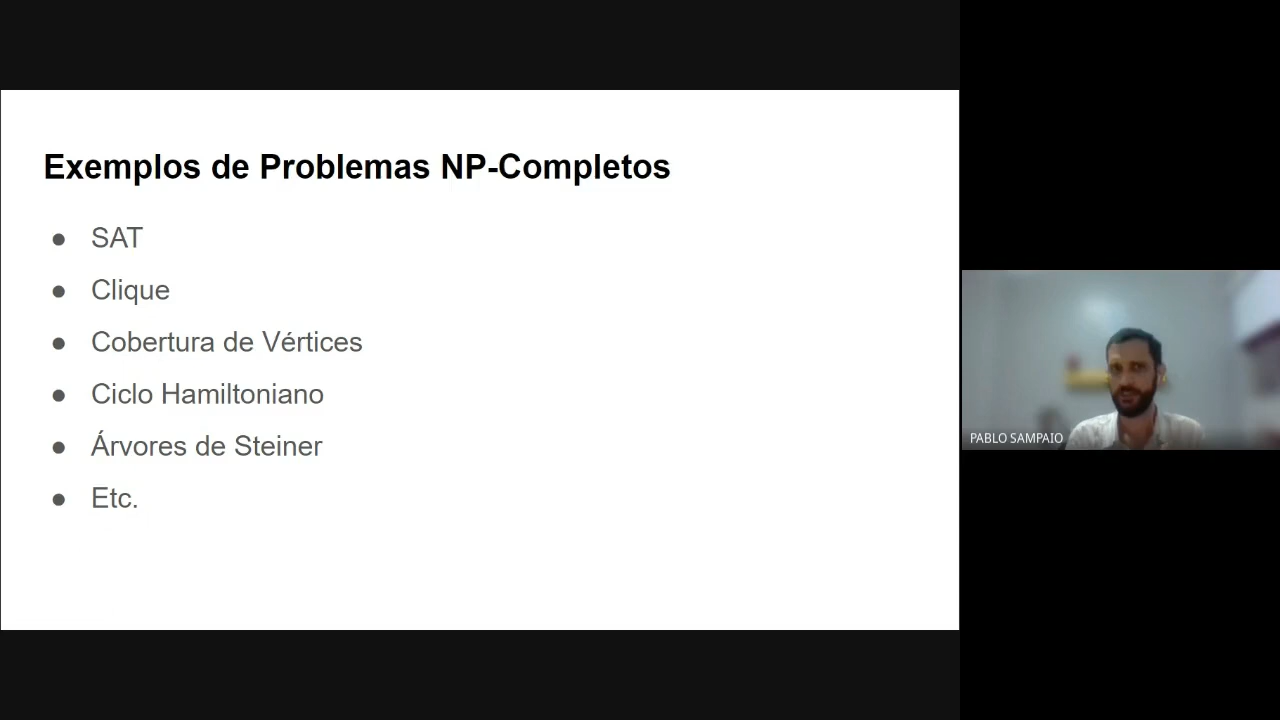 Exemplos de Problemas NP-Completos
● SAT
● Clique
● Cobertura de Vértices
● Ciclo Hamiltoniano
● Árvores de Steiner
● Etc.
PABLO SAMPAIO